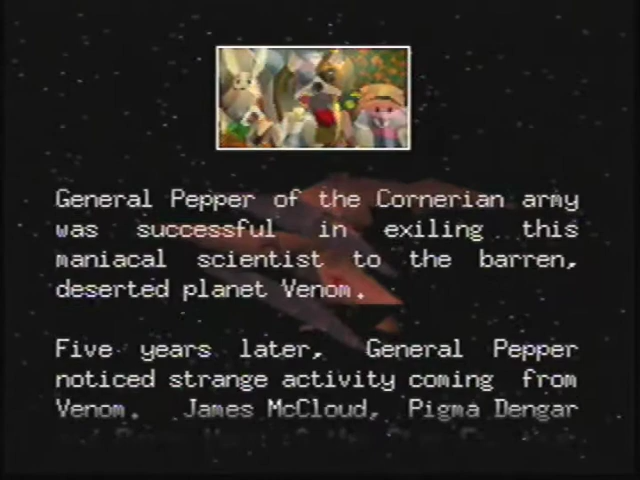 General Pepper of the Cornerian army
was successful in exiling this
maniacal scientist to the barren,
deserted planet Venom.
Five years later, General Pepper
noticed strange activity coming from
Venom. James McCloud, Pigma Dengar